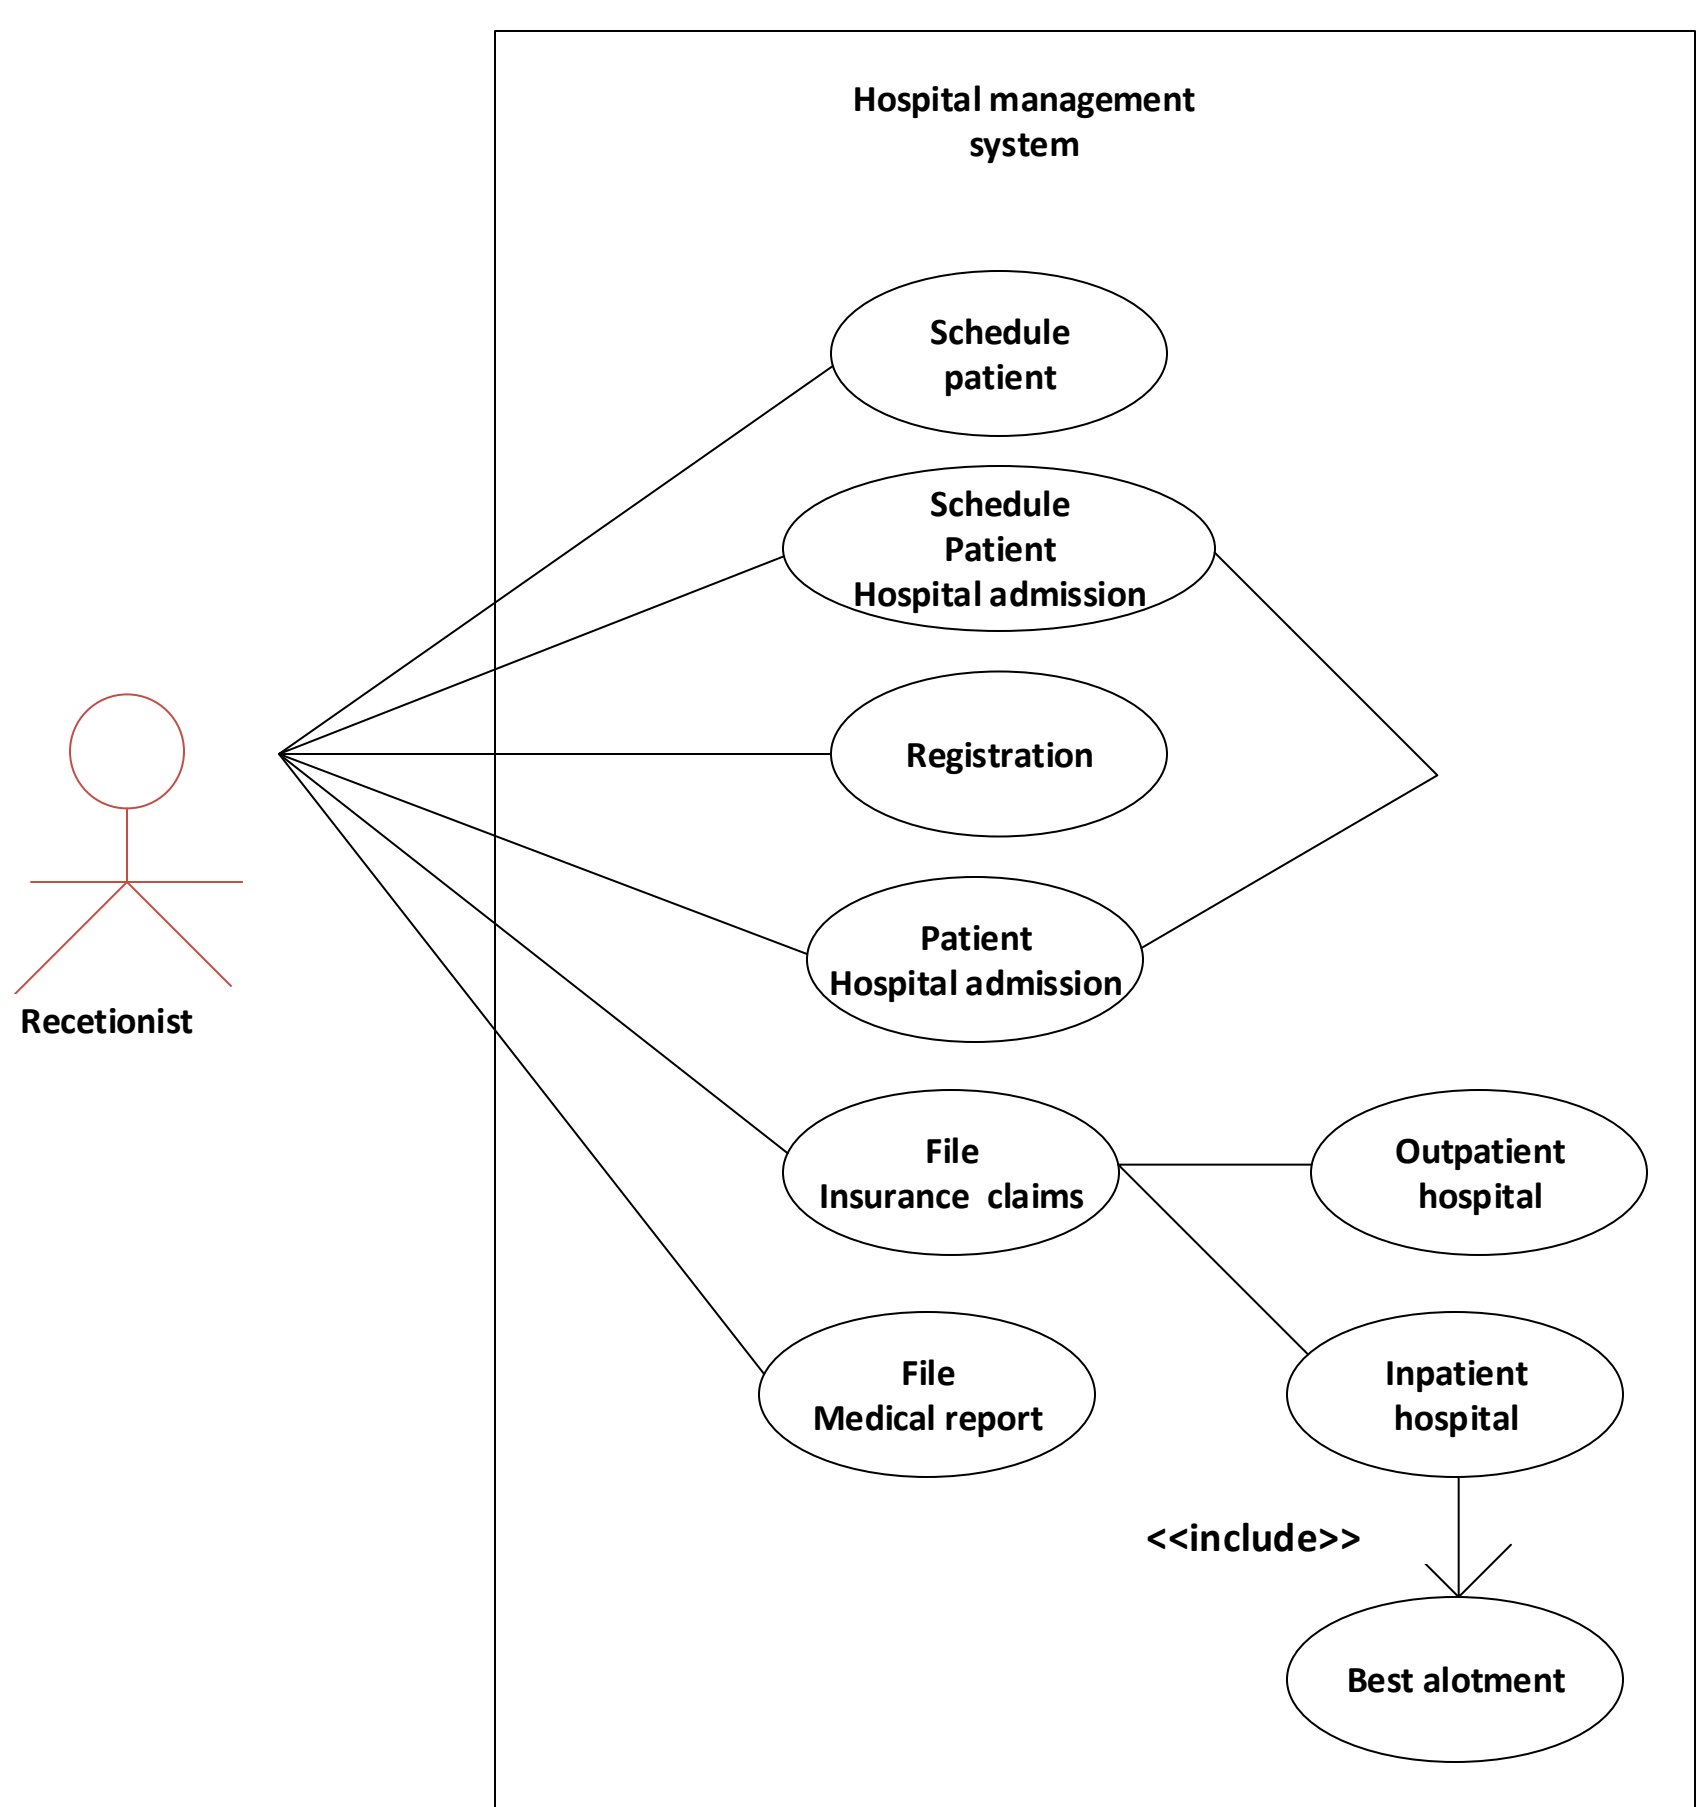 Hospital management
system
Schedule
patient
Schedule
Patient
Hospital admission
Registration
Patient
Hospital admission
Recetionist
File
Insurance  claims
Outpatient
hospital
File
Medical report
Inpatient
hospital
<<include>>
Best alotment